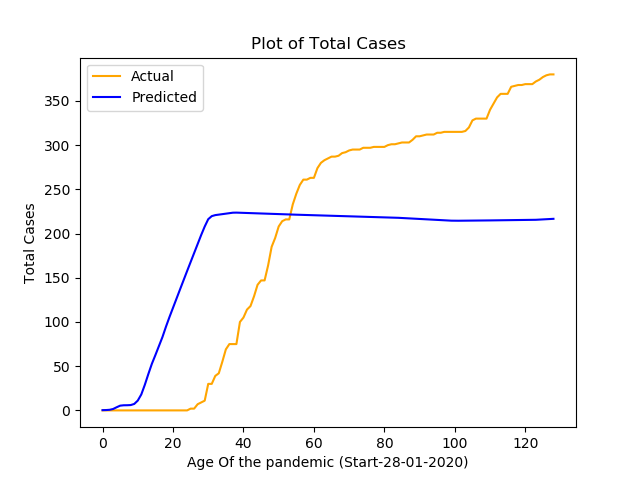 Plot of Total Cases
Actual
Predicted
350
300
250
200
150
100
50
0
Total Cases
0 20 40 60 80 100 120
Age Of the pandemic (Start-28-01-2020)